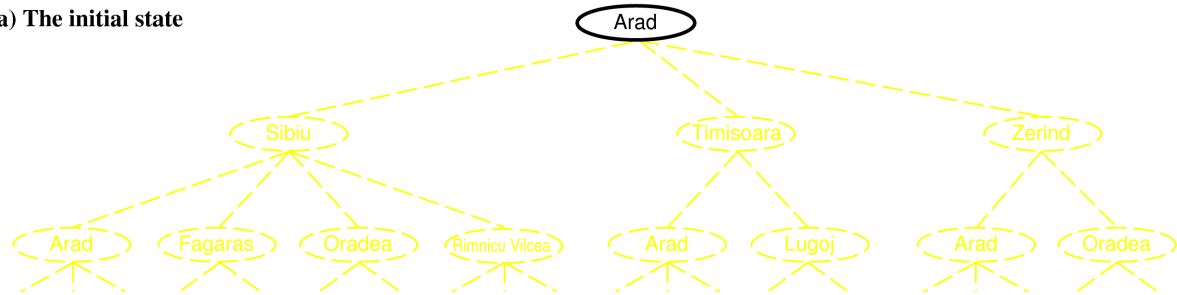 a) The initial state
Arad
Sibiu
Timisoara
Zerind
Arad
Fagaras
Oradea
Rimnicu Vilcea
Arad
Lugoj
Arad
Oradea